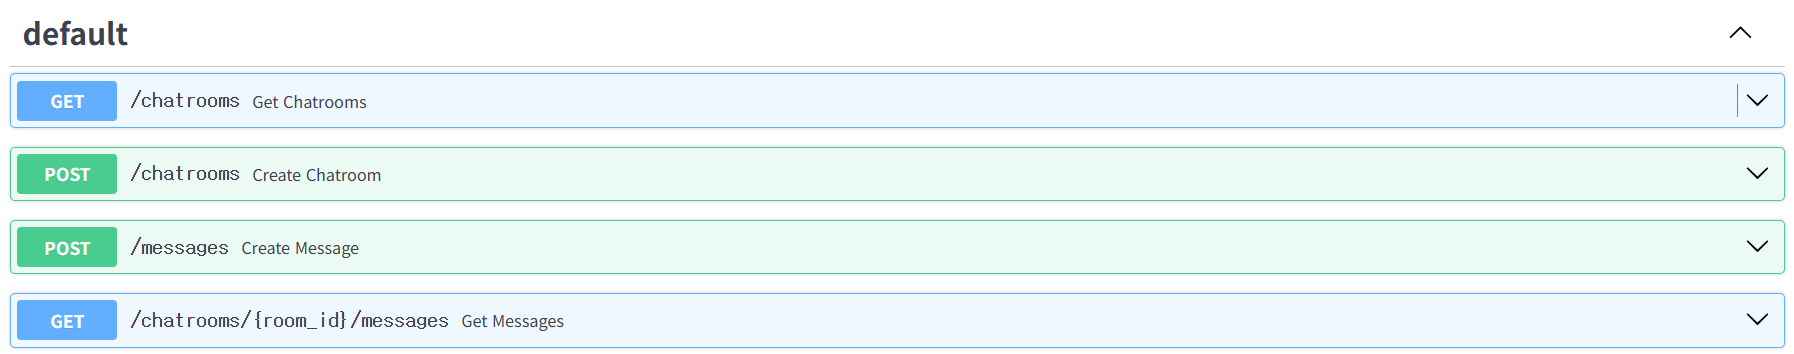 default
GET /chatrooms Get Chatrooms
POST /chatrooms Create Chatroom
POST /messages Create Message
GET /chatrooms/{room_id}/messages Get Messages